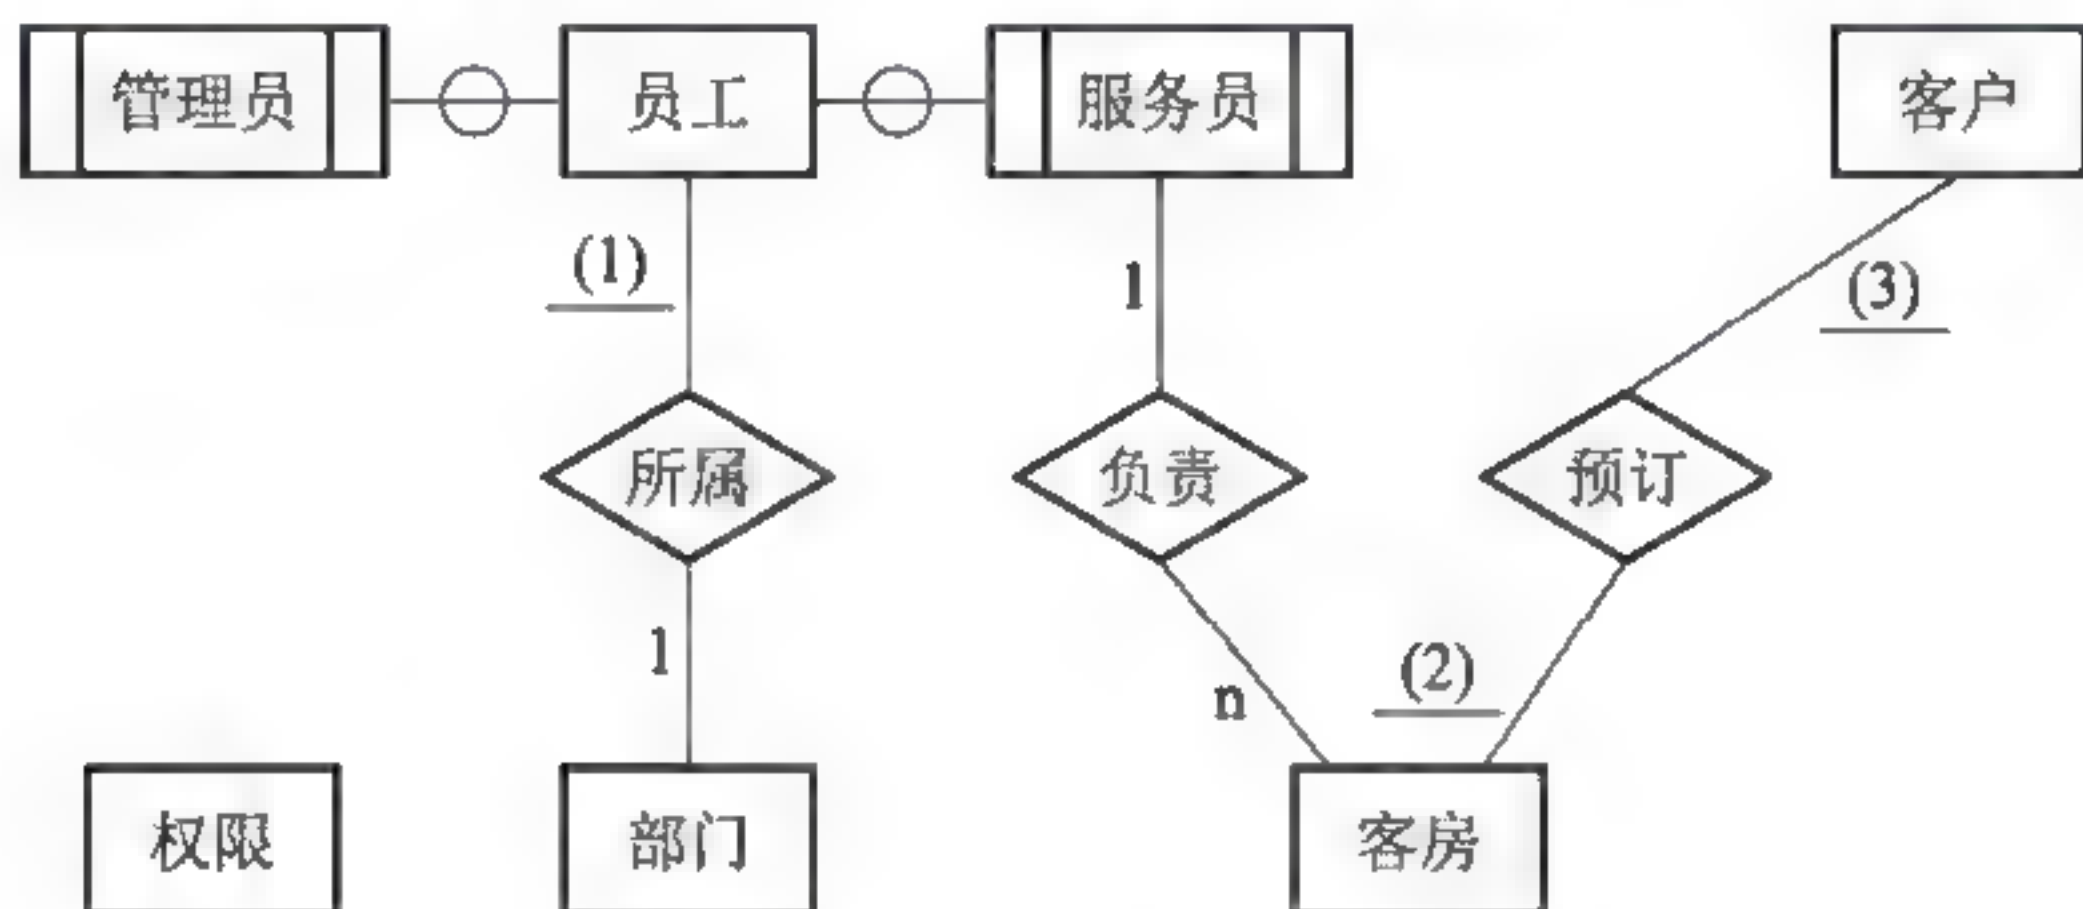 管理员 员工 服务员 客户
(1) 1 (3)
所属 负责 预订
1 n (2)
权限 部门 客房